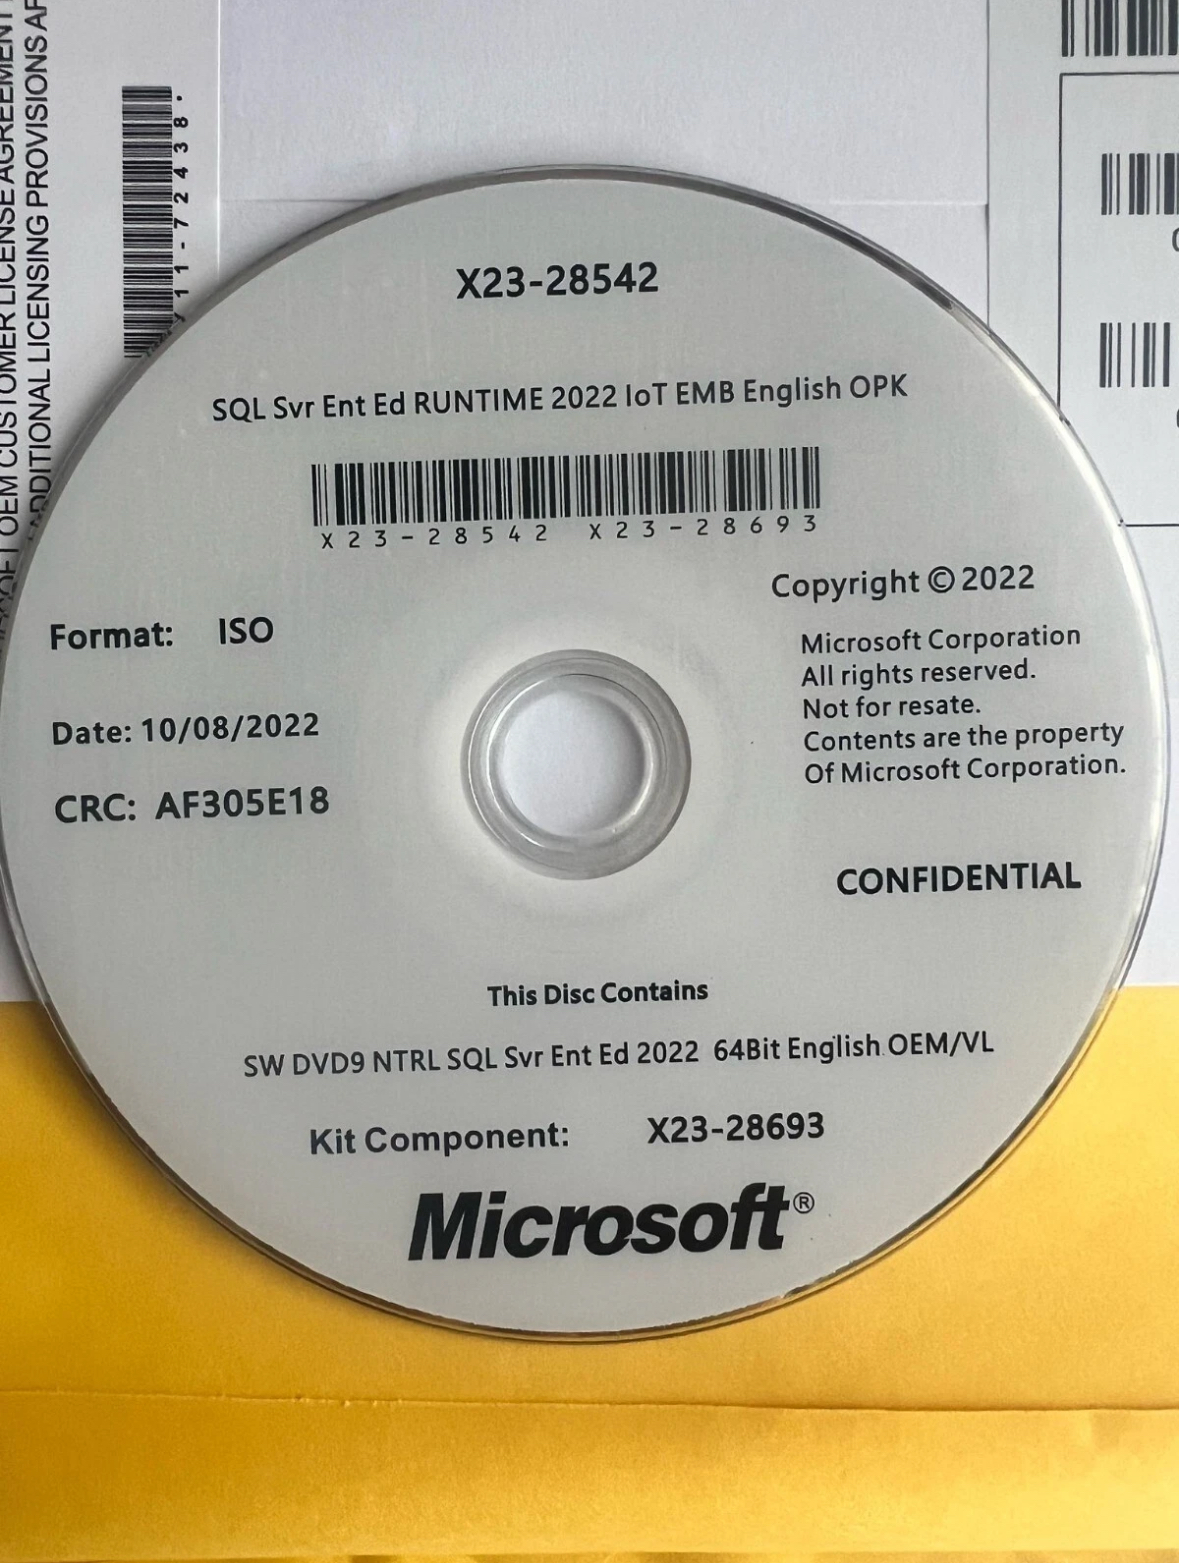 OEM CUSTOMER LICENSE AGREEMENT
ADDITIONAL LICENSING PROVISIONS
11-72438
X23-28542
SQL Svr Ent Ed RUNTIME 2022 IoT EMB English OPK
X23-28542 X23-28693
Copyright © 2022
Format: ISO
Microsoft Corporation
All rights reserved.
Not for resate.
Contents are the property
Of Microsoft Corporation.
Date: 10/08/2022
CRC: AF305E18
CONFIDENTIAL
This Disc Contains
SW DVD9 NTRL SQL Svr Ent Ed 2022 64Bit English OEM/VL
Kit Component: X23-28693
Microsoft®